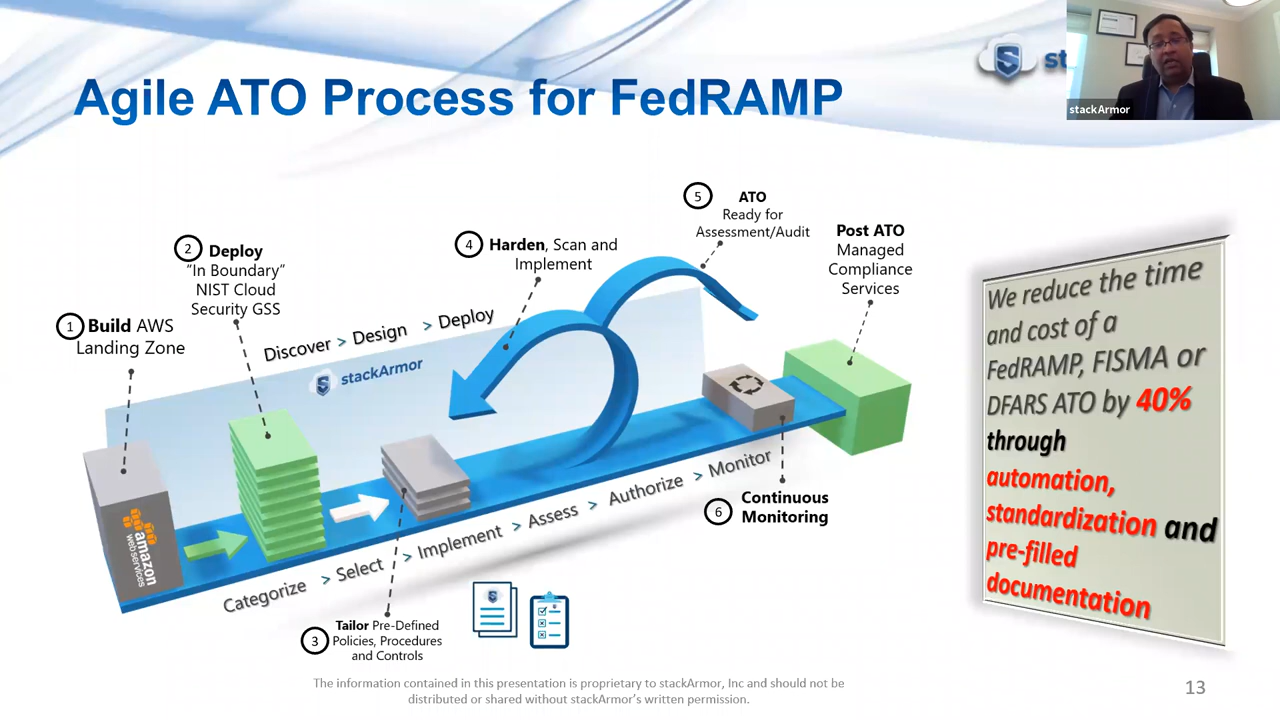 Agile ATO Process for FedRAMP
st
stackArmor
1
Build AWS
Landing Zone
2
Deploy
"In Boundary"
NIST Cloud
Security GSS
4
Harden, Scan and
Implement
5
ATO
Ready for
Assessment/Audit
Post ATO
Managed
Compliance
Services
Discover > Design > Deploy
S
stackArmor
amazon
web services
Categorize > Select > Implement > Assess > Authorize > Monitor
3
Tailor Pre-Defined
Policies, Procedures
and Controls
6
Continuous
Monitoring
We reduce the time
and cost of a
FedRAMP, FISMA or
DFARS ATO by 40%
through
automation,
standardization and
pre-filled
documentation
The information contained in this presentation is proprietary to stackArmor, Inc and should not be
distributed or shared without stackArmor's written permission.
13